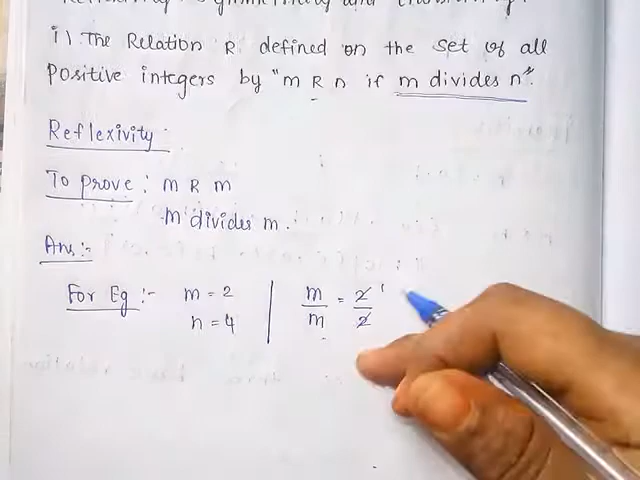 i) The Relation R defined on the set of all
positive integers by "m R n if m divides n".
Reflexivity:
To prove: m R m
m divides m.
Ans:-
For Eg:- m = 2 | m/m = 2/2 1
n = 4